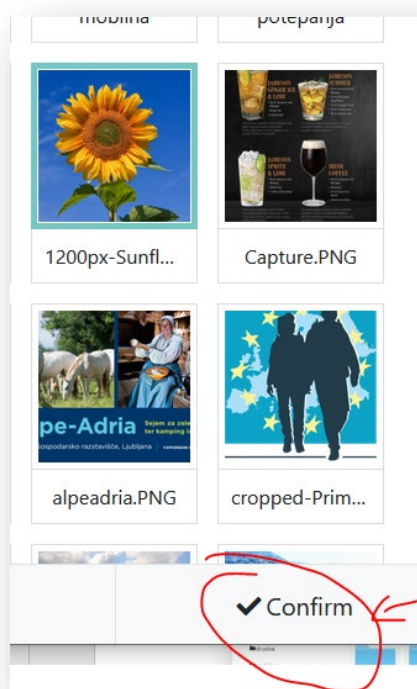 mobilna
potepanja
JAMESON
GINGER ALE
& LIME
JAMESON
SUMMER
JAMESON
SPRITE
& LIME
IRISH
COFFEE
1200px-Sunfl...
Capture.PNG
pe-Adria
Sejem za zele
ter kamping i
Gospodarsko razstavišče, Ljubljana
alpeadria.PNG
cropped-Prim...
Confirm